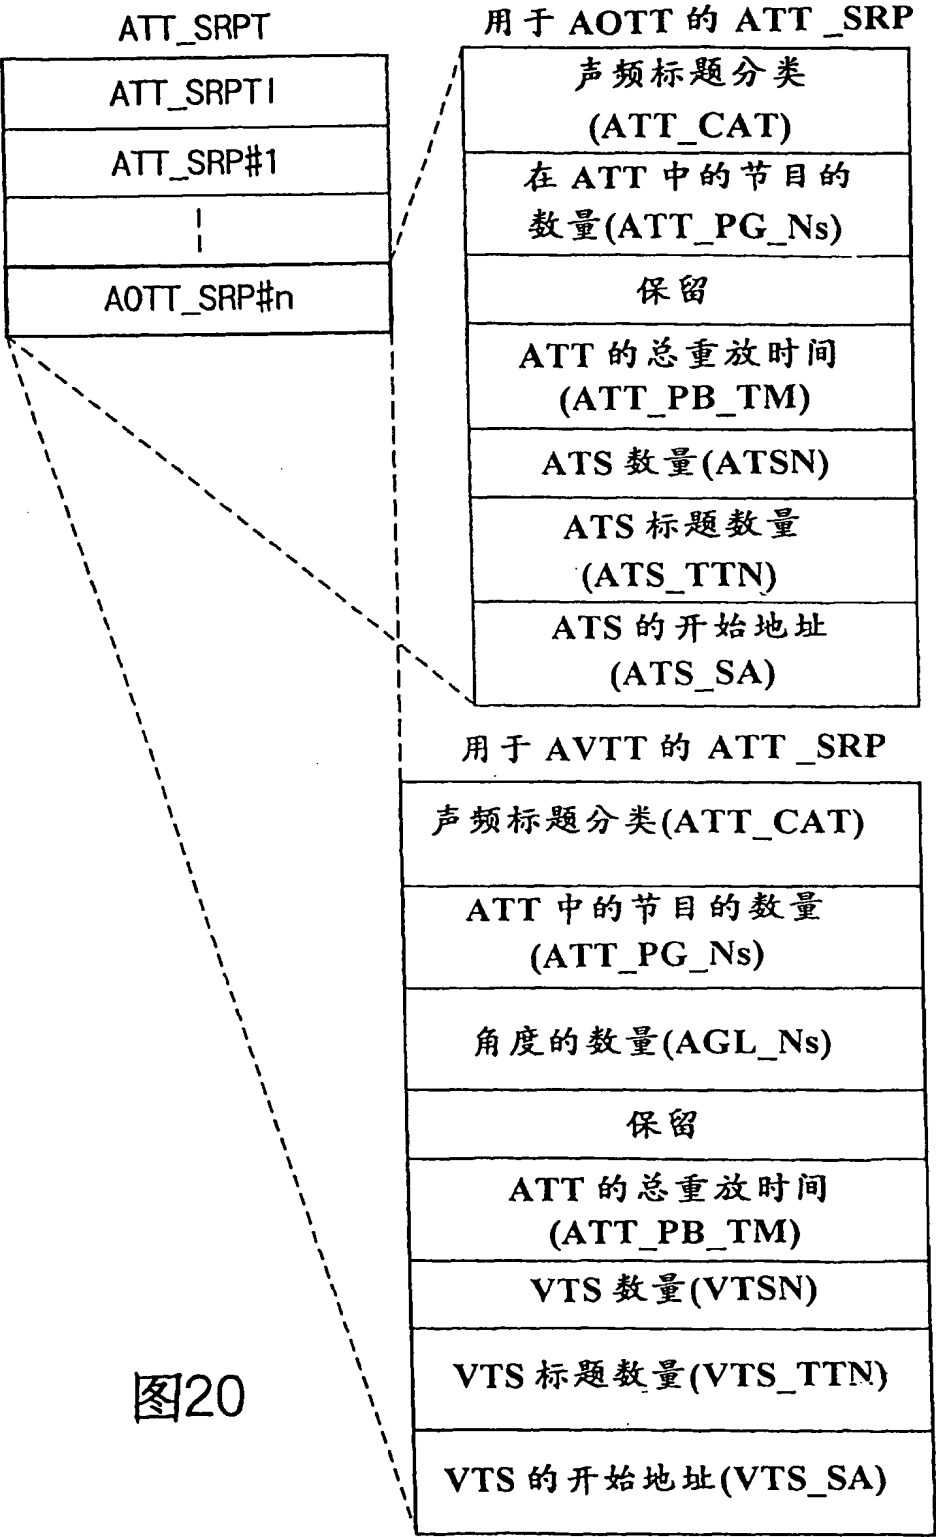 ATT_SRPT
ATT_SRPTI
ATT_SRP#1
AOTT_SRP#n
用于 AOTT 的 ATT _SRP
声频标题分类
(ATT_CAT)
在 ATT 中的节目的
数量(ATT_PG_Ns)
保留
ATT 的总重放时间
(ATT_PB_TM)
ATS 数量(ATSN)
ATS 标题数量
(ATS_TTN)
ATS 的开始地址
(ATS_SA)
用于 AVTT 的 ATT _SRP
声频标题分类(ATT_CAT)
ATT 中的节目的数量
(ATT_PG_Ns)
角度的数量(AGL_Ns)
保留
ATT 的总重放时间
(ATT_PB_TM)
VTS 数量(VTSN)
VTS 标题数量(VTS_TTN)
VTS 的开始地址(VTS_SA)
图20